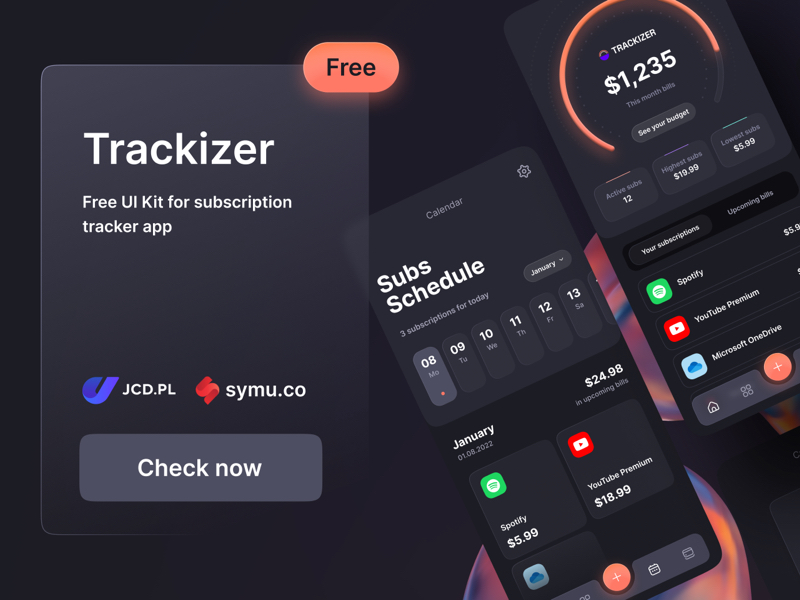 Free
Trackizer
Free UI Kit for subscription
tracker app
JCD.PL
symu.co
Check now
Calendar
Subs
Schedule
January
3 subscriptions for today
08
Mo
09
Tu
10
We
11
Th
12
Fr
13
Sa
January
01.08.2022
$24.98
in upcoming bills
Spotify
$5.99
YouTube Premium
$18.99
TRACKIZER
$1,235
This month bills
See your budget
Active subs
12
Highest subs
$19.99
Lowest subs
$5.99
Your subscriptions
Upcoming bills
Spotify
YouTube Premium
Microsoft OneDrive